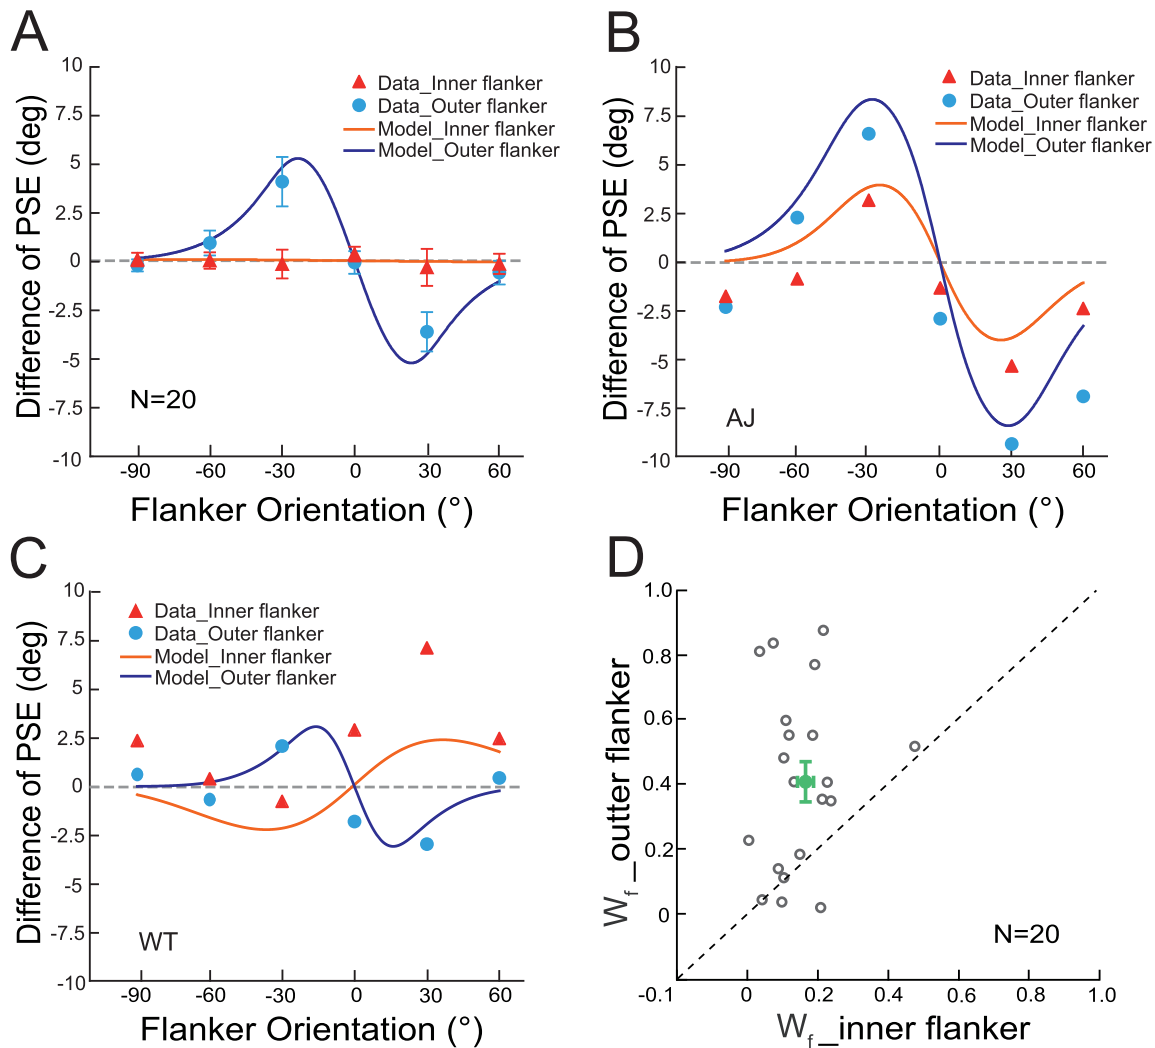 A
Difference of PSE (deg)
10
7.5
5
2.5
0
-2.5
-5
-7.5
-10
Data_Inner flanker
Data_Outer flanker
Model_Inner flanker
Model_Outer flanker
N=20
-90 -60 -30 0 30 60
Flanker Orientation (°)
B
Difference of PSE (deg)
10
7.5
5
2.5
0
-2.5
-5
-7.5
-10
Data_Inner flanker
Data_Outer flanker
Model_Inner flanker
Model_Outer flanker
AJ
-90 -60 -30 0 30 60
Flanker Orientation (°)
C
Difference of PSE (deg)
10
7.5
5
2.5
0
-2.5
-5
-7.5
-10
Data_Inner flanker
Data_Outer flanker
Model_Inner flanker
Model_Outer flanker
WT
-90 -60 -30 0 30 60
Flanker Orientation (°)
D
Wf_outter flanker
1.0
0.8
0.6
0.4
0.2
0
-0.1
N=20
0 0.2 0.4 0.6 0.8 1.0
Wf_inner flanker